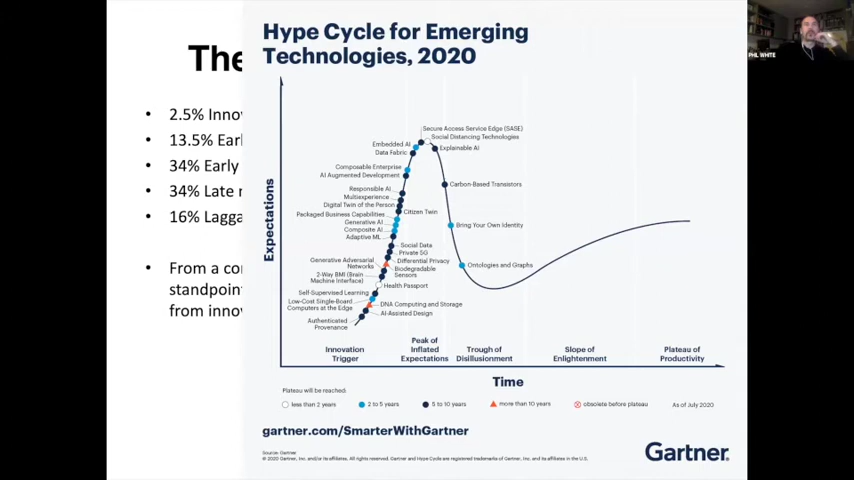 The
• 2.5% Inno
• 13.5% Earl
• 34% Early
• 34% Late r
• 16% Lagga
• From a co
standpoint
from innov
Hype Cycle for Emerging
Technologies, 2020
Secure Access Service Edge (SASE)
Social Distancing Technologies
Embedded AI
Data Fabric
Explainable AI
Composable Enterprise
AI Augmented Development
Responsible AI
Multiexperience
Digital Twin of the Person
Citizen Twin
Packaged Business Capabilities
Generative AI
Composite AI
Adaptive ML
Social Data
Private 5G
Generative Adversarial
Networks
Differential Privacy
Biodegradable
Sensors
2-Way BMI (Brain
Machine Interface)
Health Passport
Self-Supervised Learning
Low-Cost Single-Board
Computers at the Edge
DNA Computing and Storage
AI-Assisted Design
Authenticated
Provenance
Carbon-Based Transistors
Bring Your Own Identity
Ontologies and Graphs
Expectations
Innovation
Trigger
Peak of
Inflated
Expectations
Trough of
Disillusionment
Slope of
Enlightenment
Plateau of
Productivity
Time
Plateau will be reached:
less than 2 years
2 to 5 years
5 to 10 years
more than 10 years
obsolete before plateau
As of July 2020
gartner.com/SmarterWithGartner
Source: Gartner
© 2020 Gartner, Inc. and/or its affiliates. All rights reserved. Gartner and Hype Cycle are registered trademarks of Gartner, Inc. and its affiliates in the U.S.
Gartner
PHIL WHITE